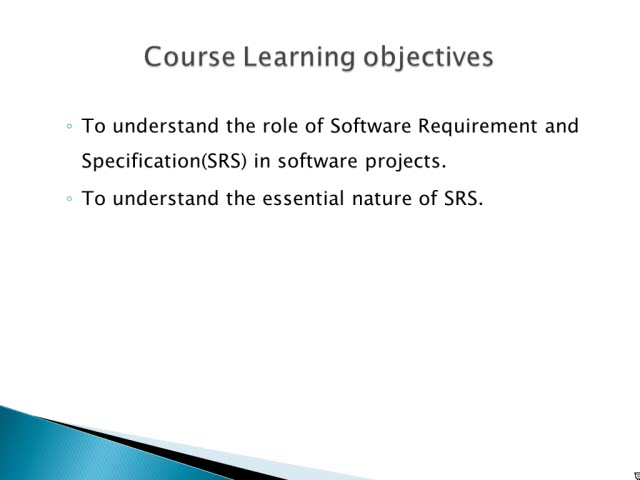 Course Learning objectives
◦ To understand the role of Software Requirement and
Specification(SRS) in software projects.
◦ To understand the essential nature of SRS.